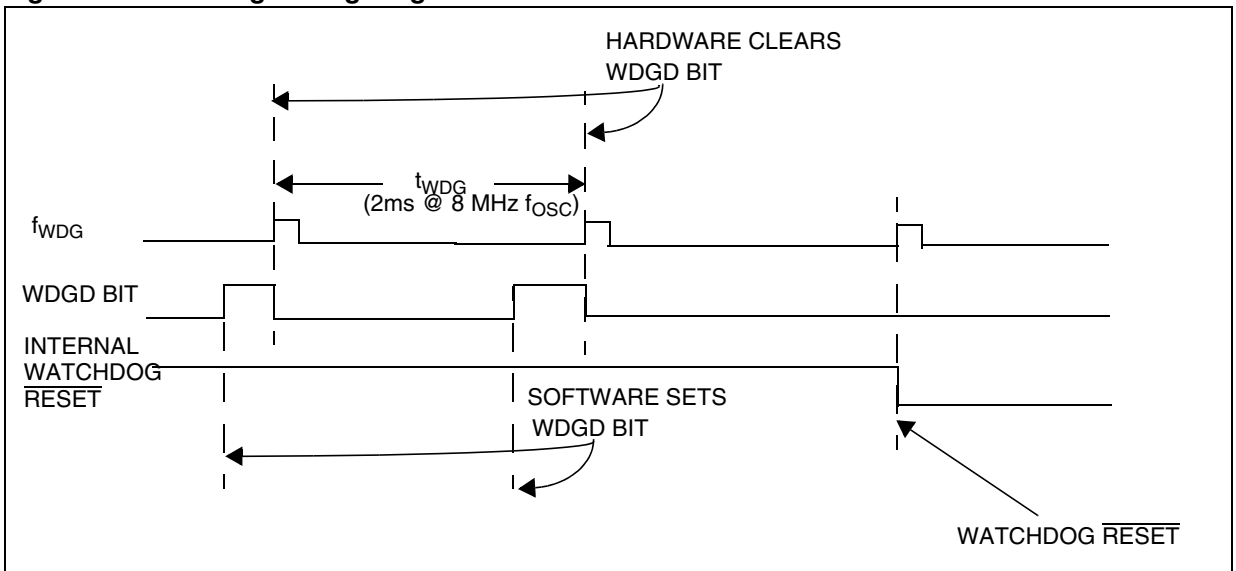 HARDWARE CLEARS
WDGD BIT
tWDG
(2ms @ 8 MHz fOSC)
fWDG
WDGD BIT
INTERNAL
WATCHDOG
RESET
SOFTWARE SETS
WDGD BIT
WATCHDOG RESET